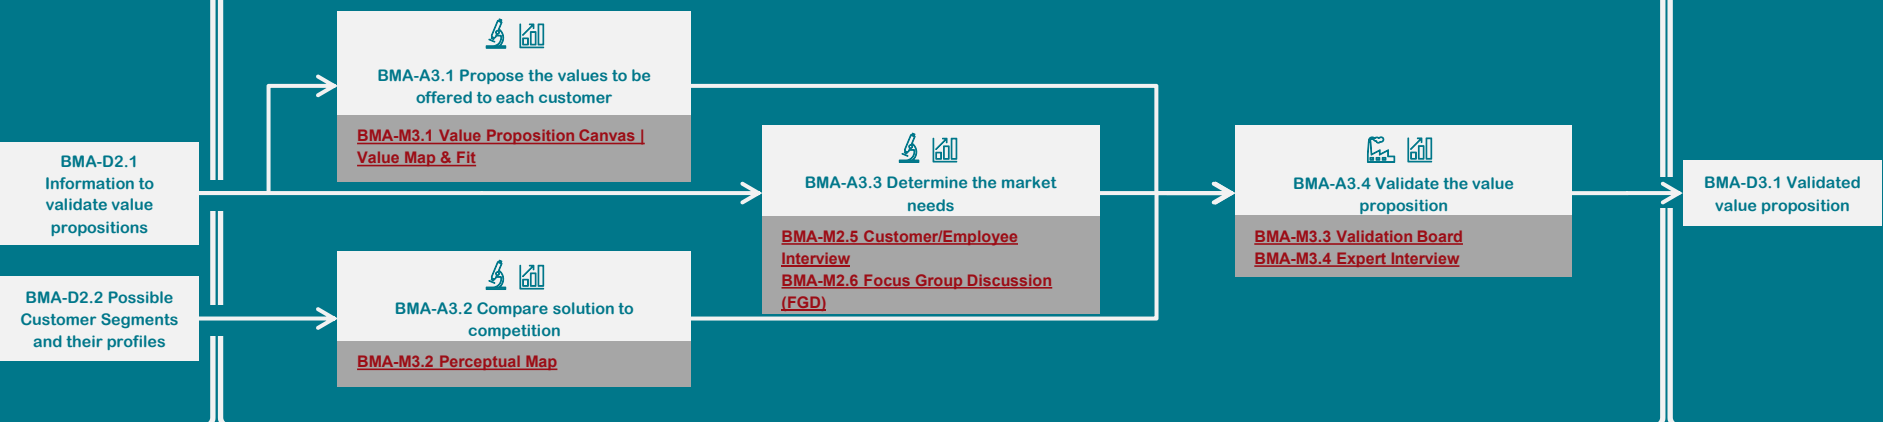 BMA-D2.1
Information to
validate value
propositions
BMA-D2.2 Possible
Customer Segments
and their profiles
BMA-A3.1 Propose the values to be
offered to each customer
BMA-M3.1 Value Proposition Canvas |
Value Map & Fit
BMA-A3.2 Compare solution to
competition
BMA-M3.2 Perceptual Map
BMA-A3.3 Determine the market
needs
BMA-M2.5 Customer/Employee
Interview
BMA-M2.6 Focus Group Discussion
(FGD)
BMA-A3.4 Validate the value
proposition
BMA-M3.3 Validation Board
BMA-M3.4 Expert Interview
BMA-D3.1 Validated
value proposition